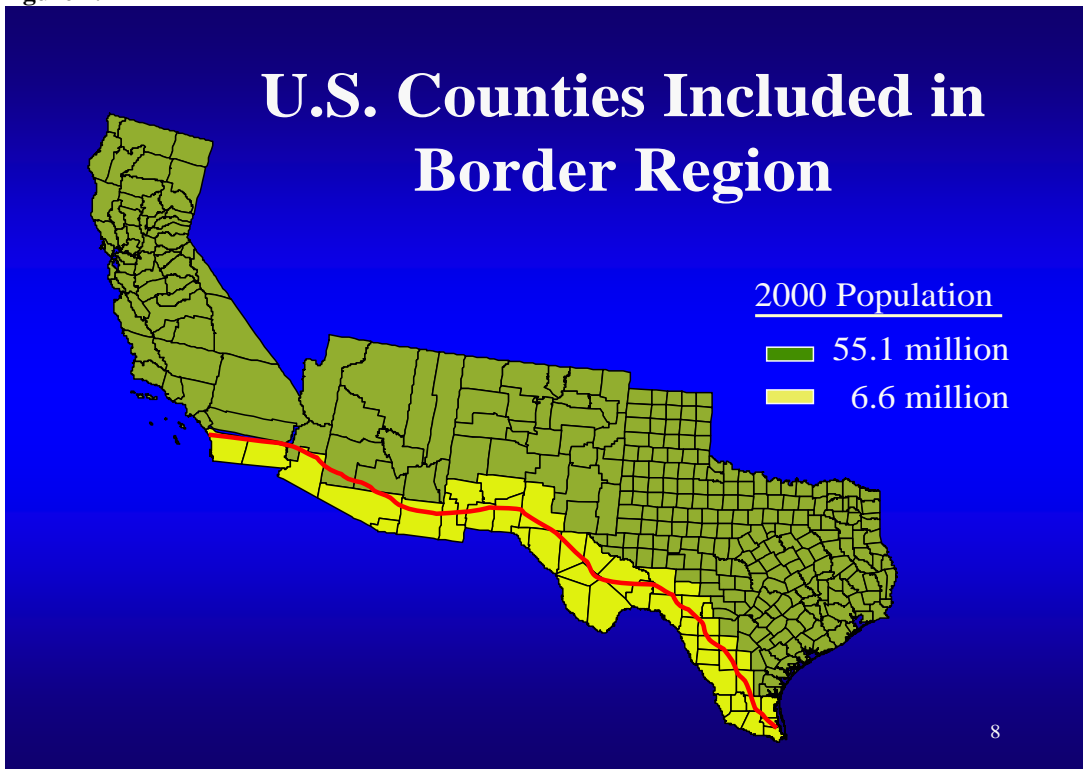 U.S. Counties Included in
Border Region
2000 Population
55.1 million
6.6 million
8